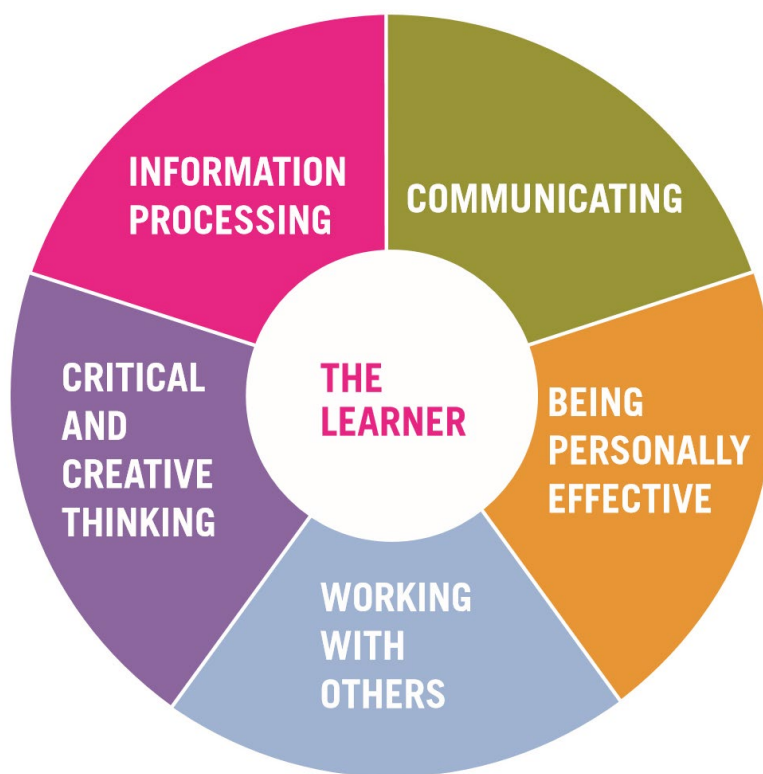 INFORMATION
PROCESSING
COMMUNICATING
THE
LEARNER
CRITICAL
AND
CREATIVE
THINKING
BEING
PERSONALLY
EFFECTIVE
WORKING
WITH
OTHERS